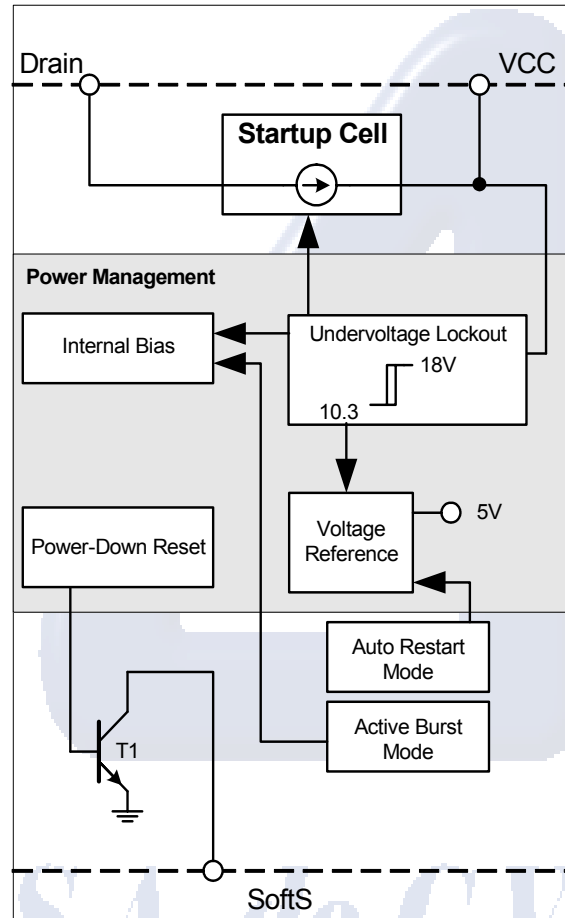 Drain
VCC
Startup Cell
Power Management
Internal Bias
Undervoltage Lockout
18V
10.3
Power-Down Reset
Voltage
Reference
5V
Auto Restart
Mode
Active Burst
Mode
T1
SoftS